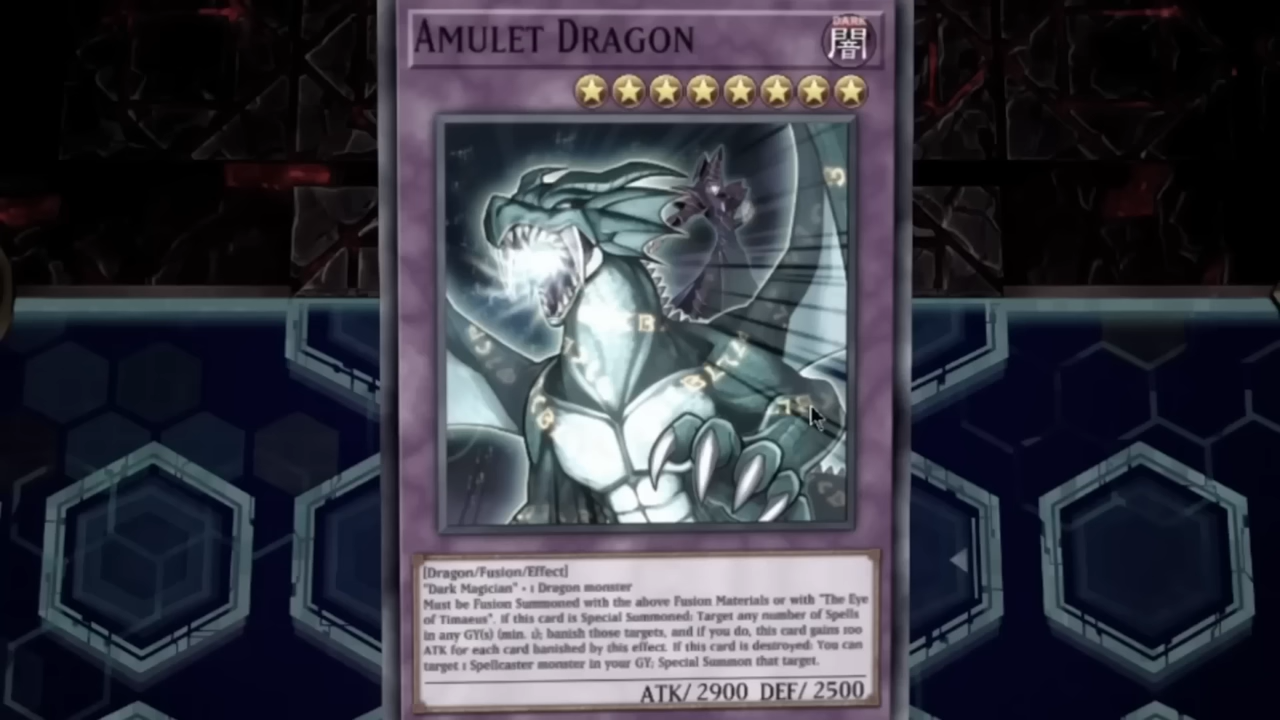 AMULET DRAGON
DARK
闇
[Dragon/Fusion/Effect]
"Dark Magician" + 1 Dragon monster
Must be Fusion Summoned with the above Fusion Materials or with "The Eye
of Timaeus". If this card is Special Summoned: Target any number of Spells
in any GY(s) (min. 1); banish those targets, and if you do, this card gains 100
ATK for each card banished by this effect. If this card is destroyed: You can
target 1 Spellcaster monster in your GY; Special Summon that target.
ATK/ 2900 DEF/ 2500